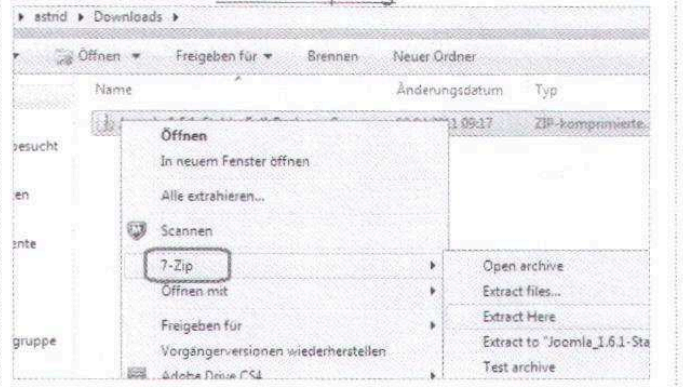 astrid ▸ Downloads ▸
Öffnen ▾ Freigeben für ▾ Brennen Neuer Ordner
Name Änderungsdatum Typ
09:17 ZIP-komprimierte
besucht
Öffnen
In neuem Fenster öffnen
en
Alle extrahieren...
Scannen
ente
7-Zip
Open archive
Öffnen mit
Extract files...
Extract Here
Freigeben für
gruppe
Extract to "Joomla_1.6.1-Sta
Vorgängerversionen wiederherstellen
Test archive
Adobe Drive CS4